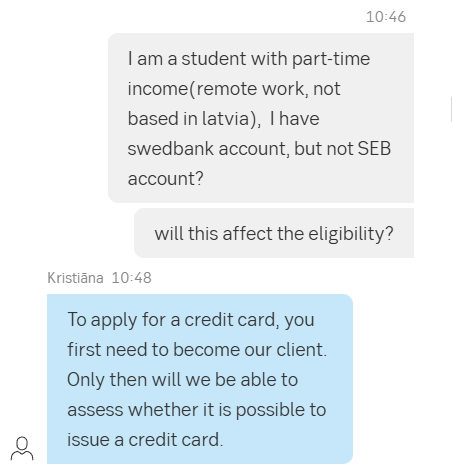 10:46
I am a student with part-time
income(remote work, not
based in latvia),  I have
swedbank account, but not SEB
account?
will this affect the eligibility?
Kristiāna 10:48
To apply for a credit card, you
first need to become our client.
Only then will we be able to
assess whether it is possible to
issue a credit card.